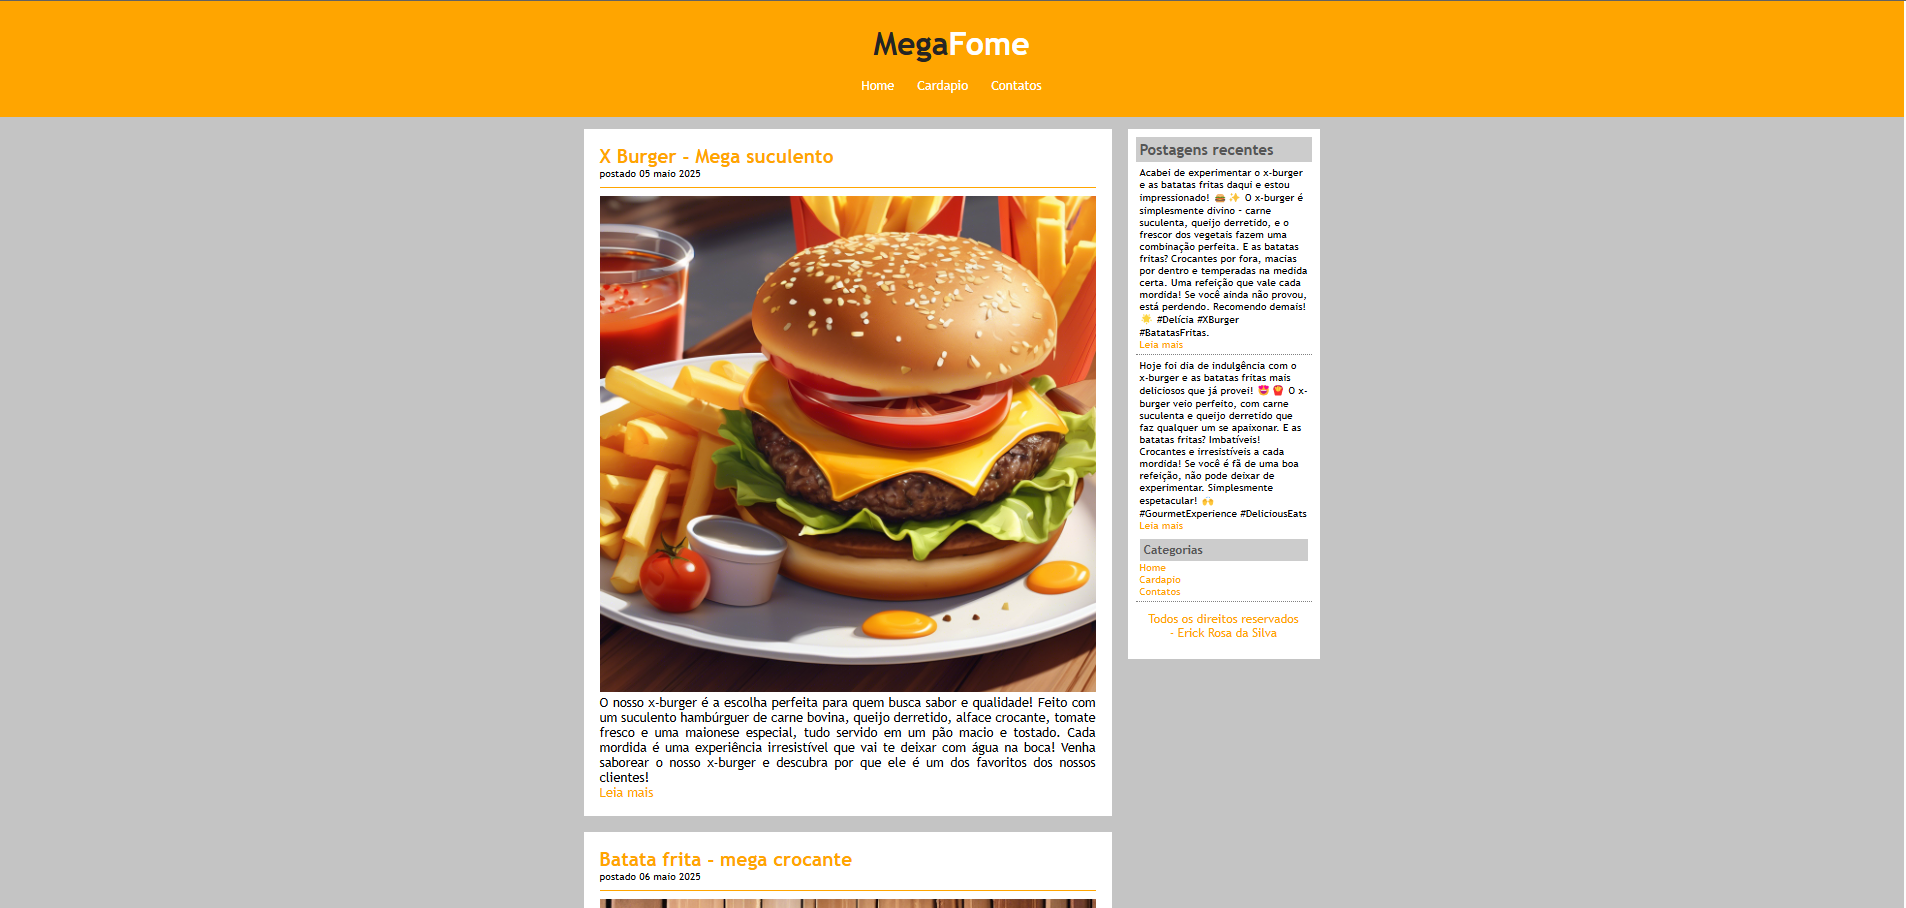 MegaFome
Home Cardapio Contatos
X Burger - Mega suculento
postado 05 maio 2025
O nosso x-burger é a escolha perfeita para quem busca sabor e qualidade! Feito com
um suculento hambúrguer de carne bovina, queijo derretido, alface crocante, tomate
fresco e uma maionese especial, tudo servido em um pão macio e tostado. Cada
mordida é uma experiência irresistível que vai te deixar com água na boca! Venha
saborear o nosso x-burger e descubra por que ele é um dos favoritos dos nossos
clientes!
Leia mais
Batata frita - mega crocante
postado 06 maio 2025
Postagens recentes
Acabei de experimentar o x-burger
e as batatas fritas daqui e estou
impressionado! 🍔✨ O x-burger é
simplesmente divino - carne
suculenta, queijo derretido, e o
frescor dos vegetais fazem uma
combinação perfeita. E as batatas
fritas? Crocantes por fora, macias
por dentro e temperadas na medida
certa. Uma refeição que vale cada
mordida! Se você ainda não provou,
está perdendo. Recomendo demais!
🌟 #Delícia #XBurger
#BatatasFritas.
Leia mais
Hoje foi dia de indulgência com o
x-burger e as batatas fritas mais
deliciosos que já provei! 😍🍟 O x-
burger veio perfeito, com carne
suculenta e queijo derretido que
faz qualquer um se apaixonar. E as
batatas fritas? Imbatíveis!
Crocantes e irresistíveis a cada
mordida! Se você é fã de uma boa
refeição, não pode deixar de
experimentar. Simplesmente
espetacular! 🙌
#GourmetExperience #DeliciousEats
Leia mais
Categorias
Home
Cardapio
Contatos
Todos os direitos reservados
- Erick Rosa da Silva